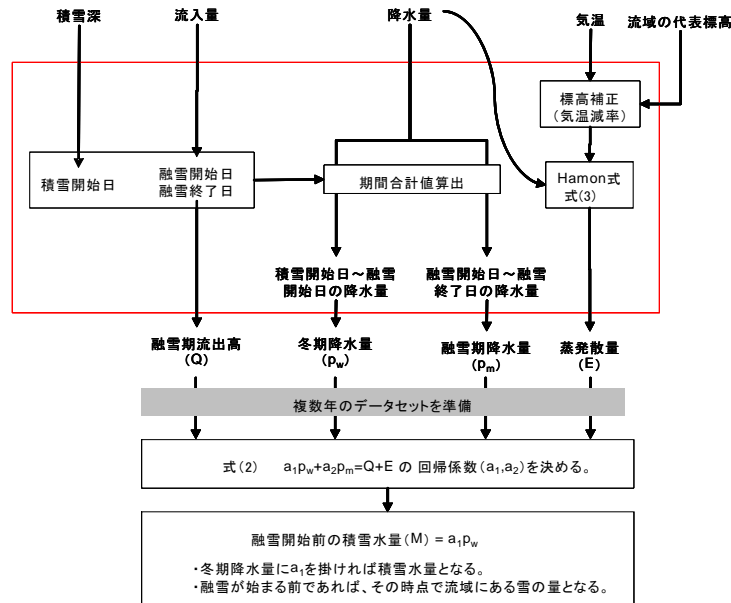 積雪深
流入量
降水量
気温
流域の代表標高
標高補正
(気温減率)
積雪開始日
融雪開始日
融雪終了日
期間合計値算出
Hamon式
式(3)
積雪開始日～融雪
開始日の降水量
融雪開始日～融雪
終了日の降水量
融雪期流出高
(Q)
冬期降水量
(pw)
融雪期降水量
(pm)
蒸発散量
(E)
複数年のデータセットを準備
式(2) a1pw+a2pm=Q+E の 回帰係数(a1,a2)を決める。
融雪開始前の積雪水量(M) = a1pw
・冬期降水量にa1を掛ければ積雪水量となる。
・融雪が始まる前であれば、その時点で流域にある雪の量となる。